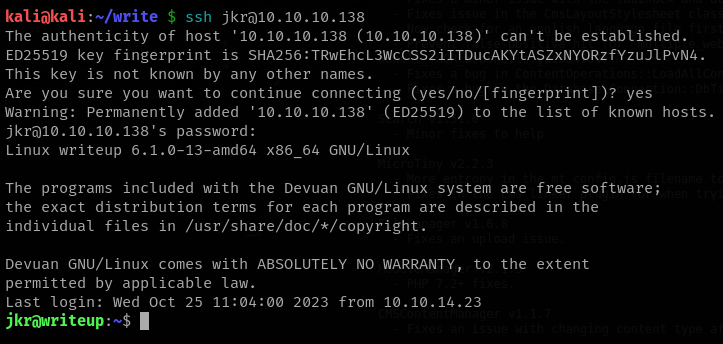 kali@kali:~/write $ ssh jkr@10.10.10.138
The authenticity of host '10.10.10.138 (10.10.10.138)' can't be established.
ED25519 key fingerprint is SHA256:TRwEhcL3WcCSS2iITDucAKYtASZxNYORzfYzuJlPvN4.
This key is not known by any other names.
Are you sure you want to continue connecting (yes/no/[fingerprint])? yes
Warning: Permanently added '10.10.10.138' (ED25519) to the list of known hosts.
jkr@10.10.10.138's password:
Linux writeup 6.1.0-13-amd64 x86_64 GNU/Linux
The programs included with the Devuan GNU/Linux system are free software;
the exact distribution terms for each program are described in the
individual files in /usr/share/doc/*/copyright.
Devuan GNU/Linux comes with ABSOLUTELY NO WARRANTY, to the extent
permitted by applicable law.
Last login: Wed Oct 25 11:04:00 2023 from 10.10.14.23
jkr@writeup:~$